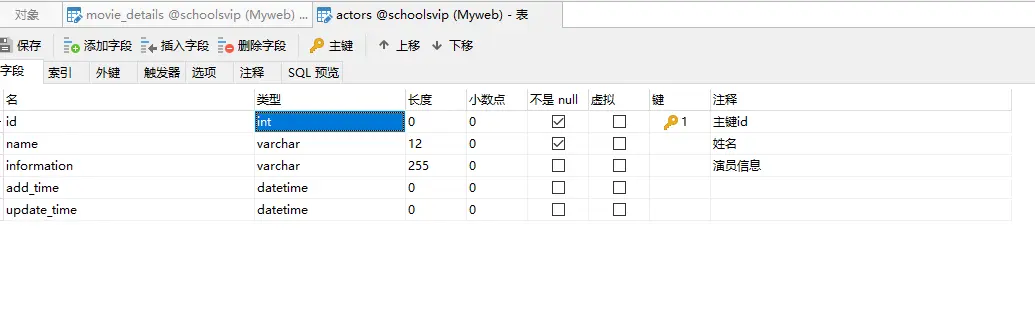 对象 movie_details @schoolsvip (Myweb) ... actors @schoolsvip (Myweb) - 表
保存 添加字段 插入字段 删除字段 主键 上移 下移
字段 索引 外键 触发器 选项 注释 SQL 预览
名 类型 长度 小数点 不是 null 虚拟 键 注释
id int 0 0 1 主键id
name varchar 12 0 姓名
information varchar 255 0 演员信息
add_time datetime 0 0
update_time datetime 0 0